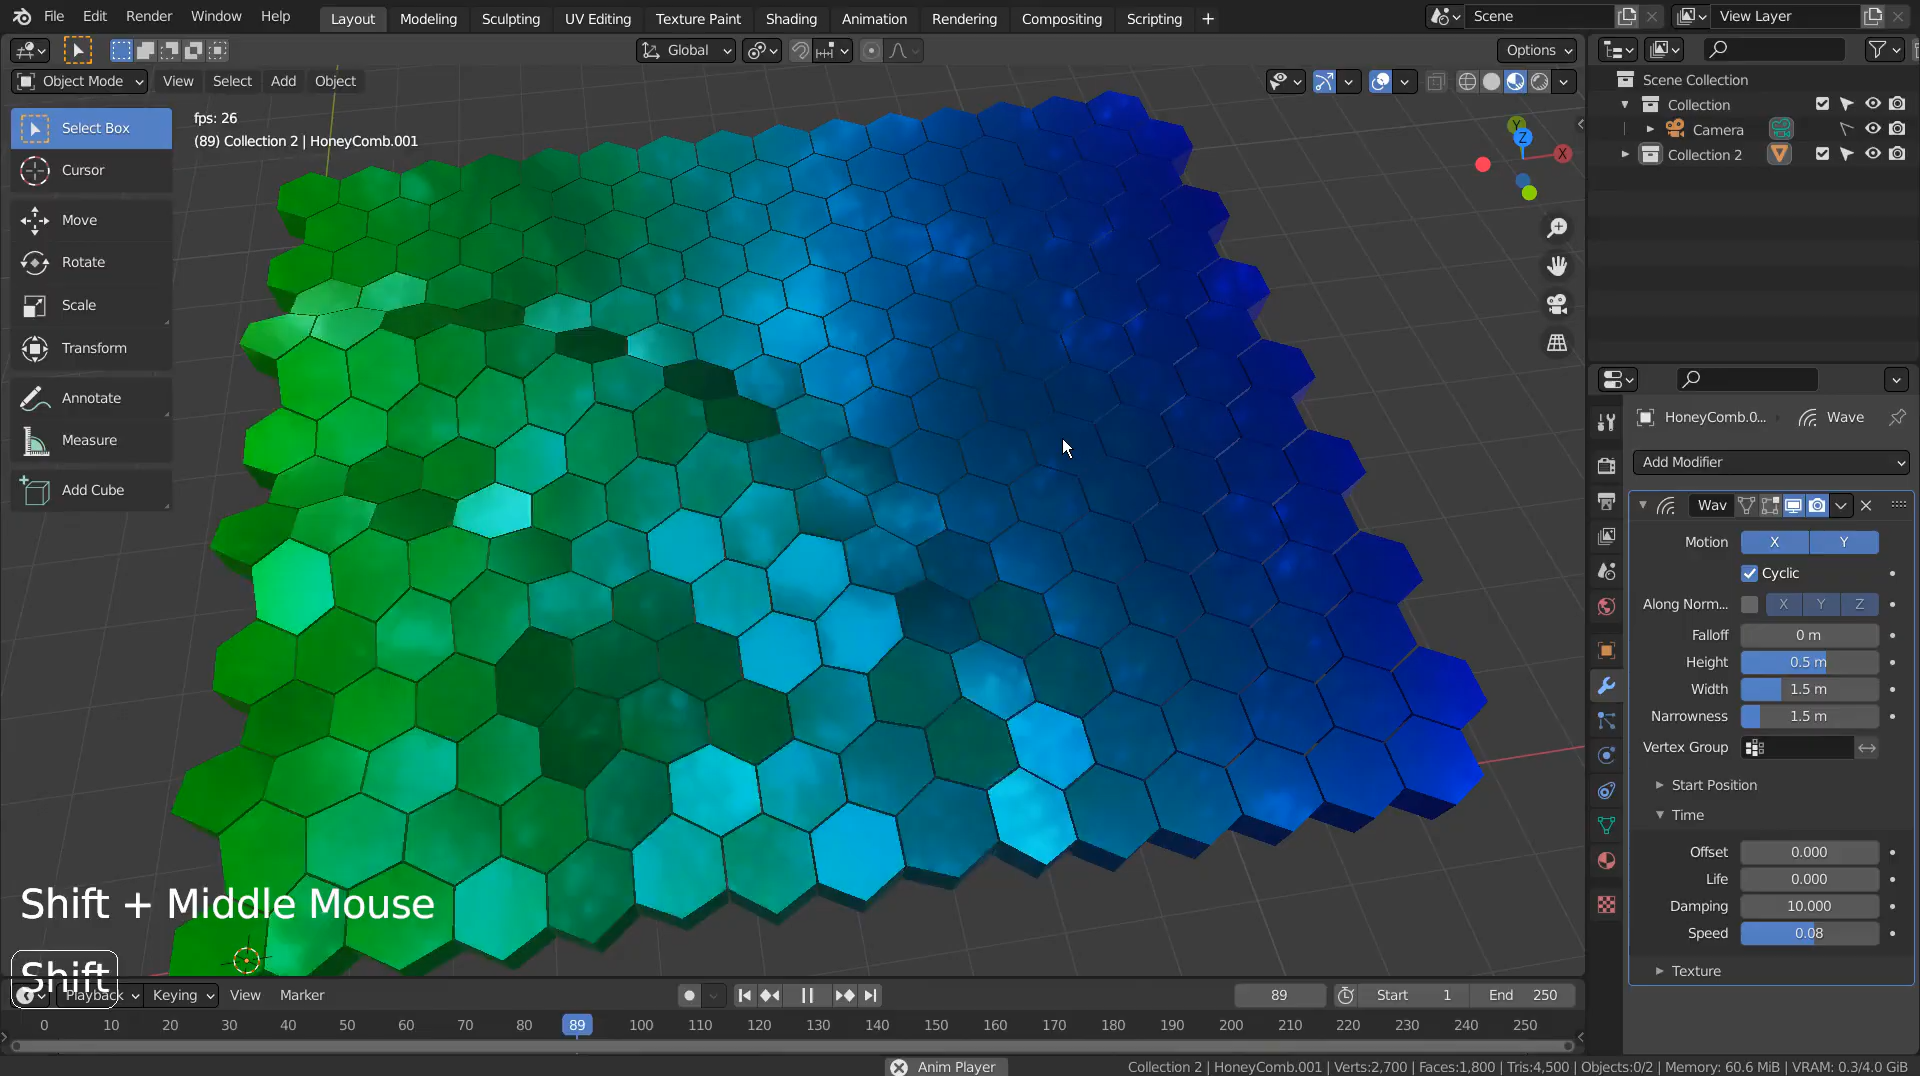 File Edit Render Window Help Layout Modeling Sculpting UV Editing Texture Paint Shading Animation Rendering Compositing Scripting + Scene View Layer
Global Options
Object Mode View Select Add Object
Scene Collection
Collection
Camera
Collection 2
Select Box
Cursor
Move
Rotate
Scale
Transform
Annotate
Measure
Add Cube
fps: 26
(89) Collection 2 | HoneyComb.001
Y
Z
X
HoneyComb.0... Wave
Add Modifier
Wav
Motion X Y
Cyclic
Along Norm... X Y Z
Falloff 0 m
Height 0.5 m
Width 1.5 m
Narrowness 1.5 m
Vertex Group
Start Position
Time
Offset 0.000
Life 0.000
Damping 10.000
Speed 0.08
Texture
Shift + Middle Mouse
Shift
Playback Keying View Marker 89 Start 1 End 250
0 10 20 30 40 50 60 70 80 89 100 110 120 130 140 150 160 170 180 190 200 210 220 230 240 250
Anim Player
Collection 2 | HoneyComb.001 | Verts:2,700 | Faces:1,800 | Tris:4,500 | Objects:0/2 | Memory: 60.6 MiB | VRAM: 0.3/4.0 GiB